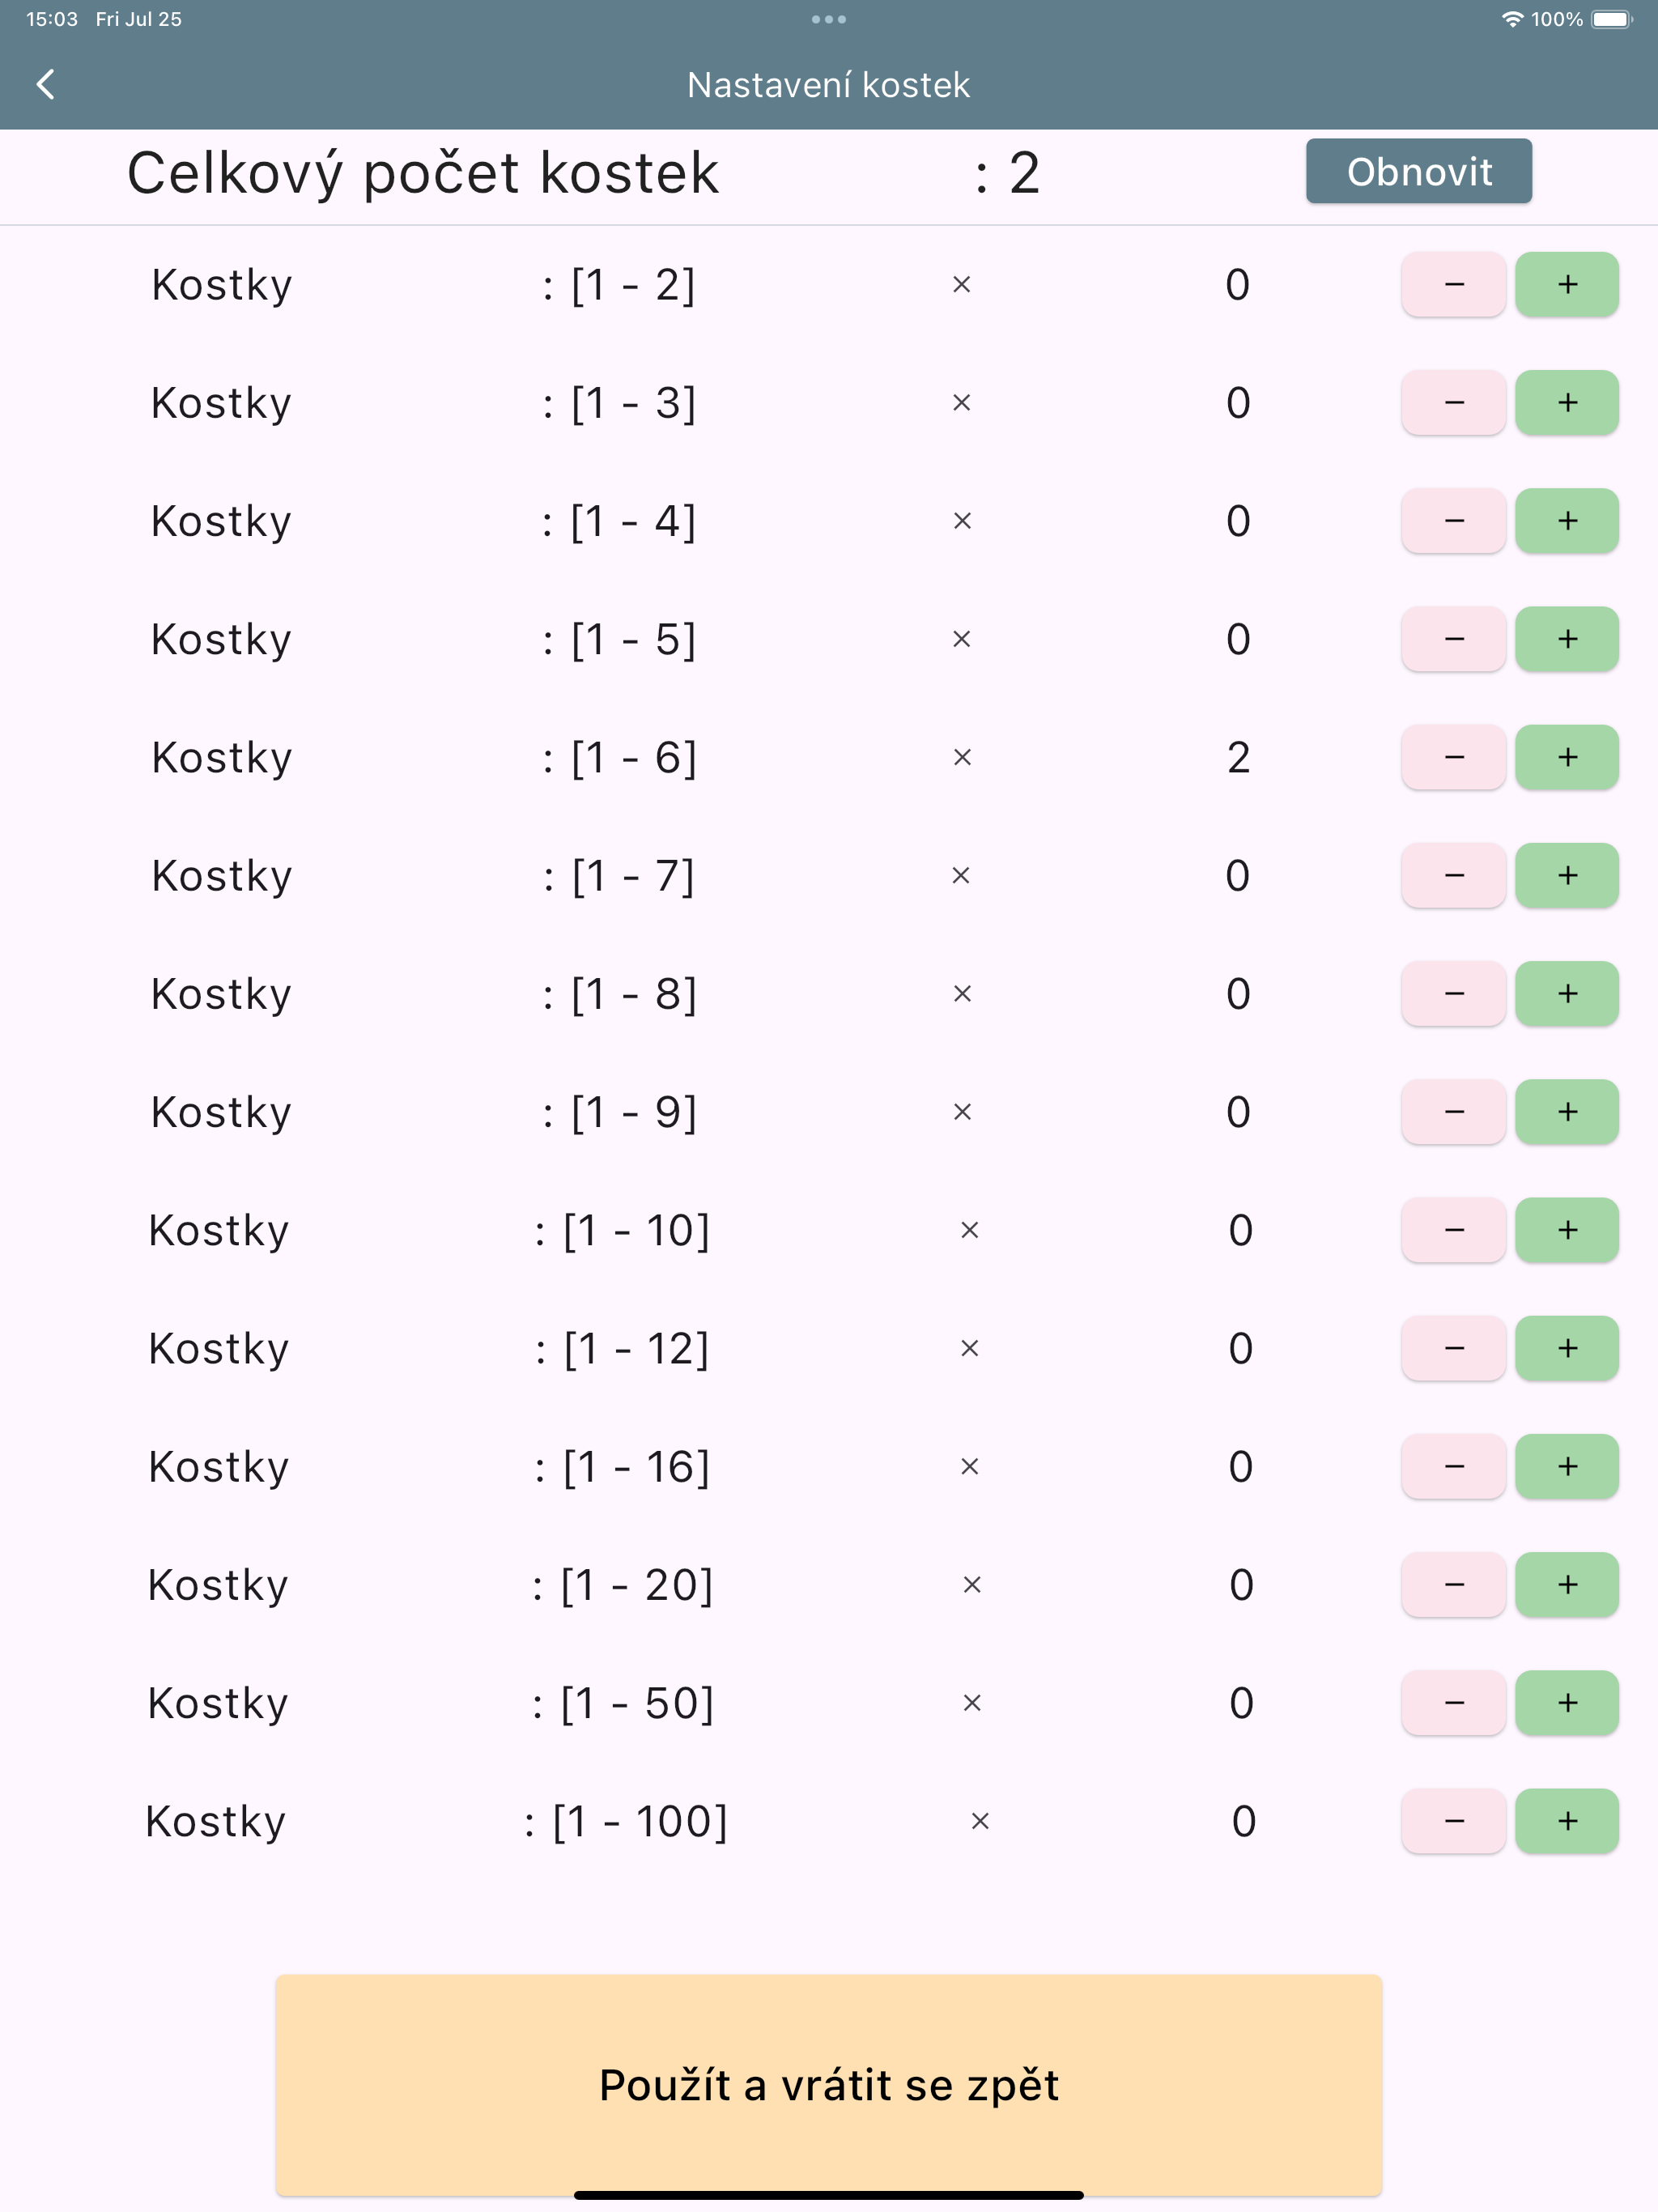 15:03 Fri Jul 25 100%
Nastavení kostek
Celkový počet kostek : 2 Obnovit
Kostky : [1 - 2] × 0 − +
Kostky : [1 - 3] × 0 − +
Kostky : [1 - 4] × 0 − +
Kostky : [1 - 5] × 0 − +
Kostky : [1 - 6] × 2 − +
Kostky : [1 - 7] × 0 − +
Kostky : [1 - 8] × 0 − +
Kostky : [1 - 9] × 0 − +
Kostky : [1 - 10] × 0 − +
Kostky : [1 - 12] × 0 − +
Kostky : [1 - 16] × 0 − +
Kostky : [1 - 20] × 0 − +
Kostky : [1 - 50] × 0 − +
Kostky : [1 - 100] × 0 − +
Použít a vrátit se zpět